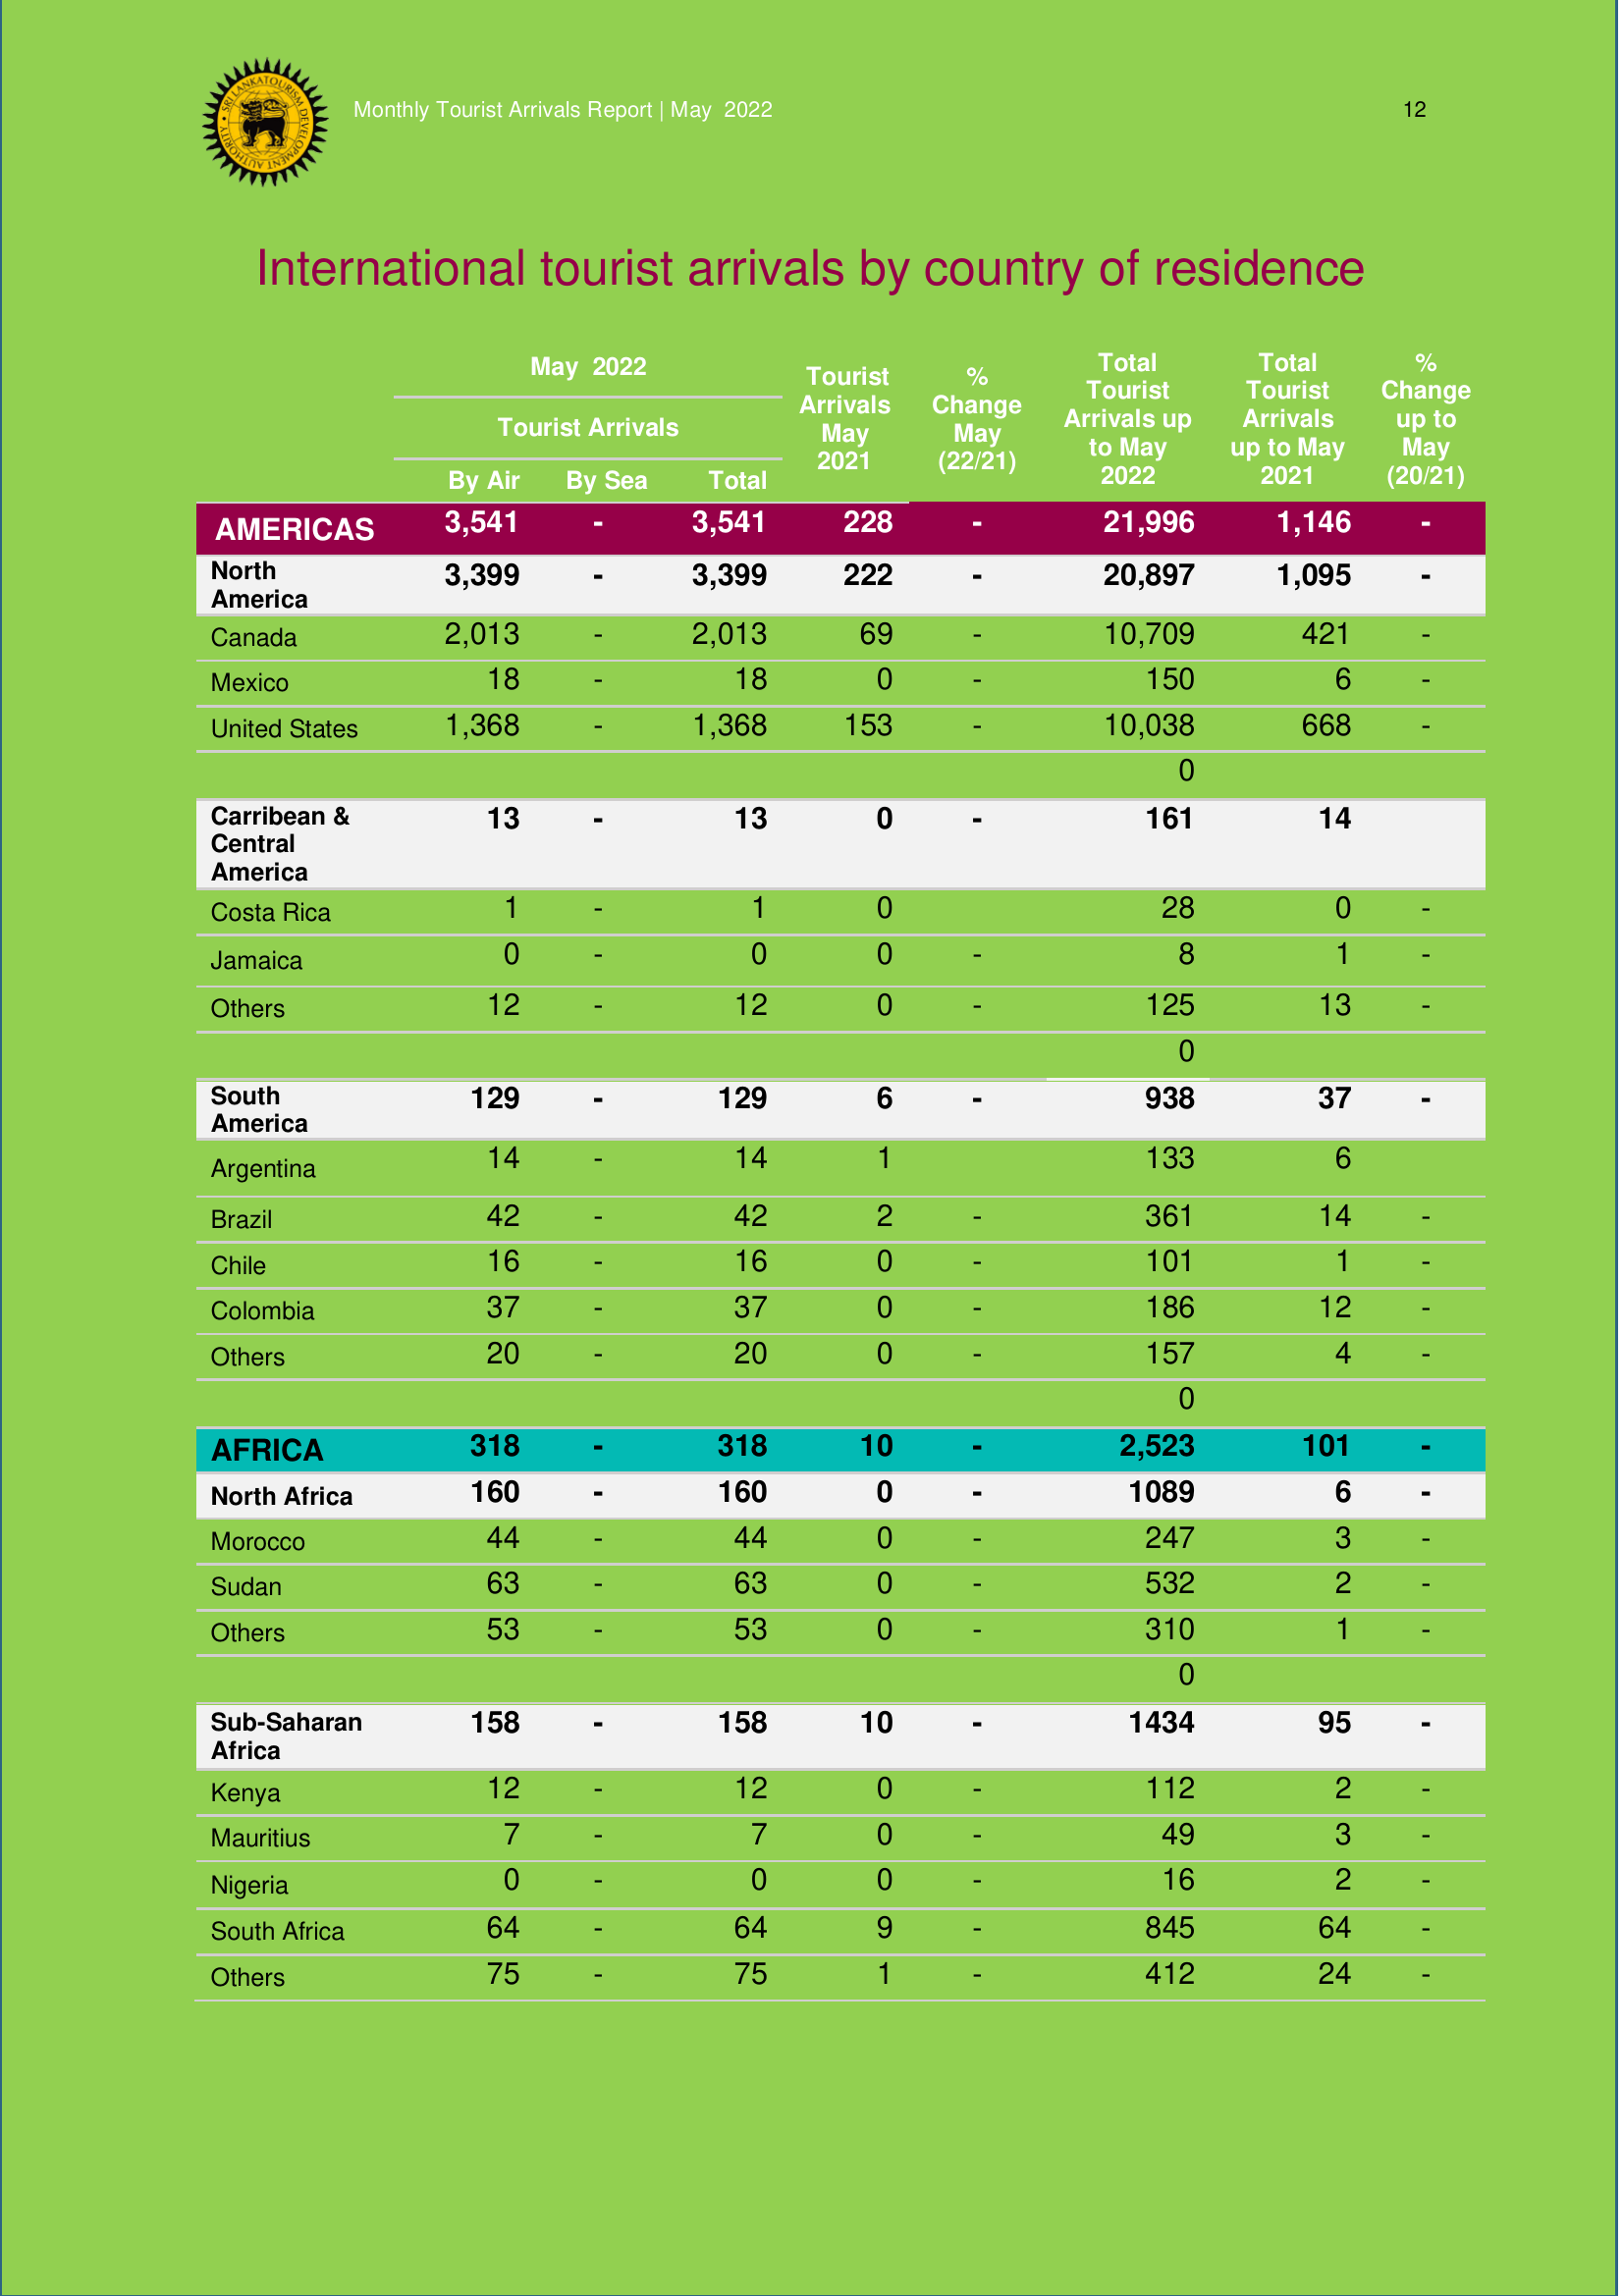 SRI LANKA TOURISM DEVELOPMENT AUTHORITY
Monthly Tourist Arrivals Report | May 2022
12
International tourist arrivals by country of residence
May 2022
Tourist Arrivals
By Air By Sea Total
Tourist
Arrivals
May
2021
%
Change
May
(22/21)
Total
Tourist
Arrivals up
to May
2022
Total
Tourist
Arrivals
up to May
2021
%
Change
up to
May
(20/21)
AMERICAS 3,541 - 3,541 228 - 21,996 1,146 -
North
America 3,399 - 3,399 222 - 20,897 1,095 -
Canada 2,013 - 2,013 69 - 10,709 421 -
Mexico 18 - 18 0 - 150 6 -
United States 1,368 - 1,368 153 - 10,038 668 -
0
Carribean &
Central
America 13 - 13 0 - 161 14
Costa Rica 1 - 1 0 28 0 -
Jamaica 0 - 0 0 - 8 1 -
Others 12 - 12 0 - 125 13 -
0
South
America 129 - 129 6 - 938 37 -
Argentina 14 - 14 1 133 6
Brazil 42 - 42 2 - 361 14 -
Chile 16 - 16 0 - 101 1 -
Colombia 37 - 37 0 - 186 12 -
Others 20 - 20 0 - 157 4 -
0
AFRICA 318 - 318 10 - 2,523 101 -
North Africa 160 - 160 0 - 1089 6 -
Morocco 44 - 44 0 - 247 3 -
Sudan 63 - 63 0 - 532 2 -
Others 53 - 53 0 - 310 1 -
0
Sub-Saharan
Africa 158 - 158 10 - 1434 95 -
Kenya 12 - 12 0 - 112 2 -
Mauritius 7 - 7 0 - 49 3 -
Nigeria 0 - 0 0 - 16 2 -
South Africa 64 - 64 9 - 845 64 -
Others 75 - 75 1 - 412 24 -